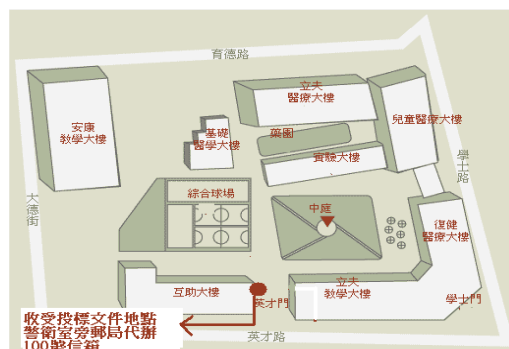 育德路
立夫
醫療大樓
兒童醫療大樓
安康
教學大樓
基礎
醫學大樓
藥園
實驗大樓
學士路
大德街
綜合球場
中庭
復健
醫療大樓
互助大樓
英才門
立夫
教學大樓
學士門
收受投標文件地點
警衛室旁郵局代辦
100號信箱
英才路